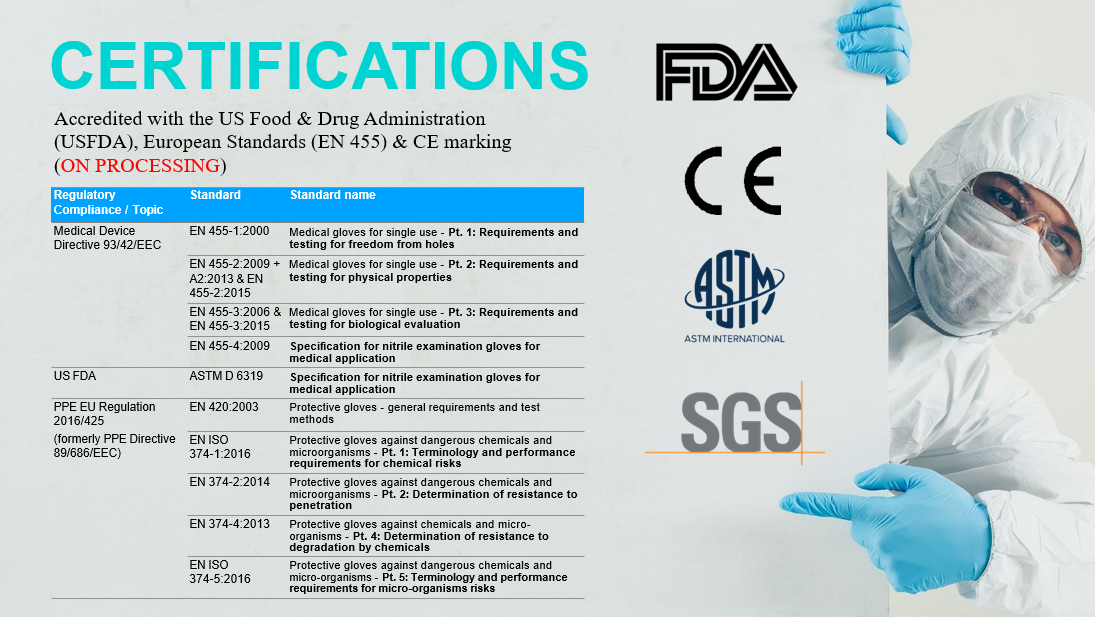 CERTIFICATIONS
Accredited with the US Food & Drug Administration
(USFDA), European Standards (EN 455) & CE marking
(ON PROCESSING)
Regulatory
Compliance / Topic
Standard
Standard name
Medical Device
Directive 93/42/EEC
EN 455-1:2000
Medical gloves for single use - Pt. 1: Requirements and
testing for freedom from holes
EN 455-2:2009 +
A2:2013 & EN
455-2:2015
Medical gloves for single use - Pt. 2: Requirements and
testing for physical properties
EN 455-3:2006 &
EN 455-3:2015
Medical gloves for single use - Pt. 3: Requirements and
testing for biological evaluation
EN 455-4:2009
Specification for nitrile examination gloves for
medical application
US FDA
ASTM D 6319
Specification for nitrile examination gloves for
medical application
PPE EU Regulation
2016/425
(formerly PPE Directive
89/686/EEC)
EN 420:2003
Protective gloves - general requirements and test
methods
EN ISO
374-1:2016
Protective gloves against dangerous chemicals and
microorganisms - Pt. 1: Terminology and performance
requirements for chemical risks
EN 374-2:2014
Protective gloves against dangerous chemicals and
microorganisms - Pt. 2: Determination of resistance to
penetration
EN 374-4:2013
Protective gloves against chemicals and micro-
organisms - Pt. 4: Determination of resistance to
degradation by chemicals
EN ISO
374-5:2016
Protective gloves against dangerous chemicals and
micro-organisms - Pt. 5: Terminology and performance
requirements for micro-organisms risks
FDA
CE
ASTM
ASTM INTERNATIONAL
SGS